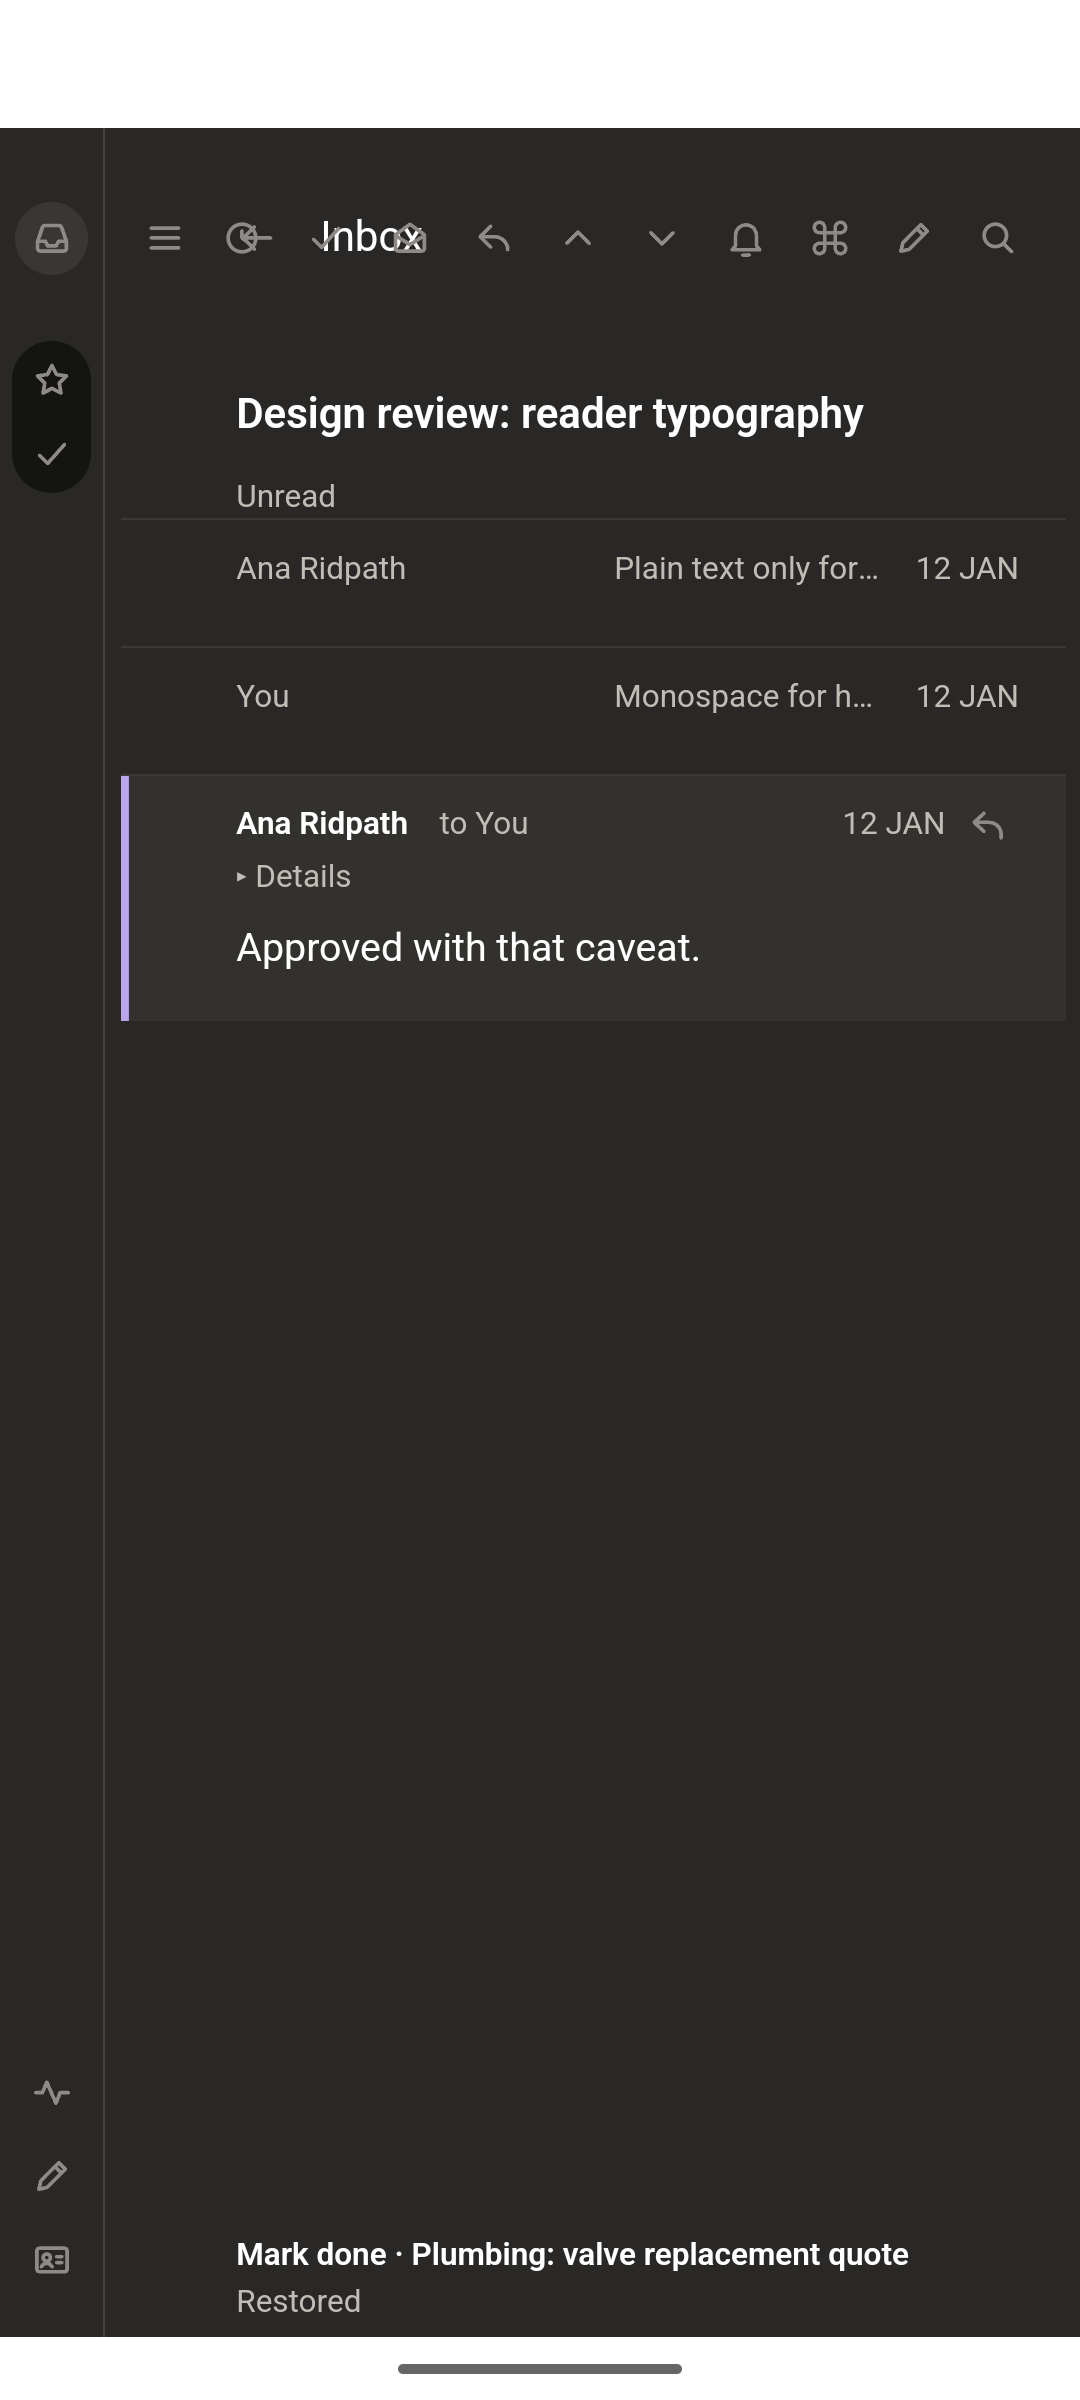 Inbox
Design review: reader typography
Unread
Ana Ridpath Plain text only for… 12 JAN
You Monospace for h… 12 JAN
Ana Ridpath to You 12 JAN
▸ Details
Approved with that caveat.
Mark done · Plumbing: valve replacement quote
Restored